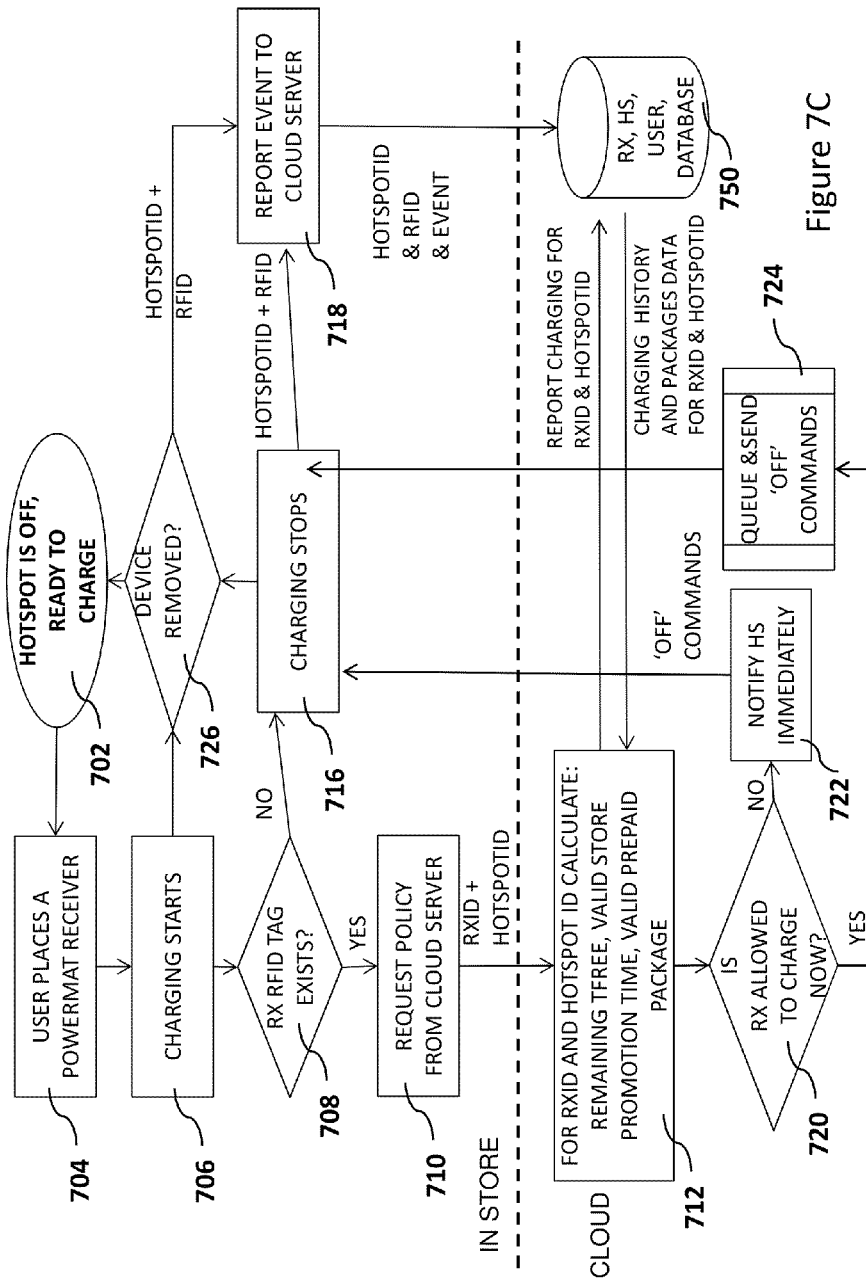 HOTSPOT IS OFF,
READY TO
CHARGE
702
USER PLACES A
POWERMAT RECEIVER
704
CHARGING STARTS
706
DEVICE
REMOVED?
726
HOTSPOTID +
RFID
RX RFID TAG
EXISTS?
708
NO
YES
CHARGING STOPS
716
HOTSPOTID + RFID
REPORT EVENT TO
CLOUD SERVER
718
REQUEST POLICY
FROM CLOUD SERVER
710
RXID +
HOTSPOTID
HOTSPOTID
& RFID
& EVENT
IN STORE
CLOUD
FOR RXID AND HOTSPOT ID CALCULATE:
REMAINING TFREE, VALID STORE
PROMOTION TIME, VALID PREPAID
PACKAGE
712
REPORT CHARGING FOR
RXID & HOTSPOTID
CHARGING HISTORY
AND PACKAGES DATA
FOR RXID & HOTSPOTID
RX, HS,
USER,
DATABASE
750
'OFF'
COMMANDS
IS
RX ALLOWED
TO CHARGE
NOW?
720
NO
YES
NOTIFY HS
IMMEDIATELY
722
QUEUE &SEND
'OFF'
COMMANDS
724
Figure 7C